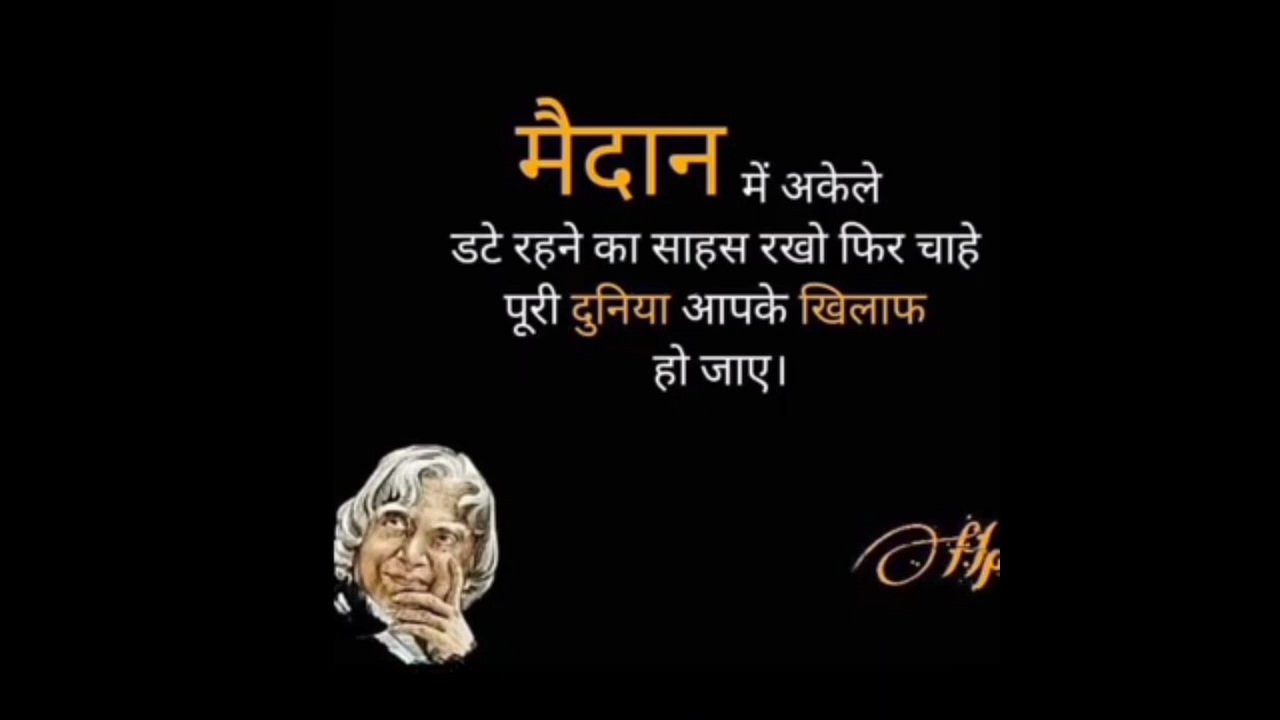 मैदान में अकेले
डटे रहने का साहस रखो फिर चाहे
पूरी दुनिया आपके खिलाफ
हो जाए।